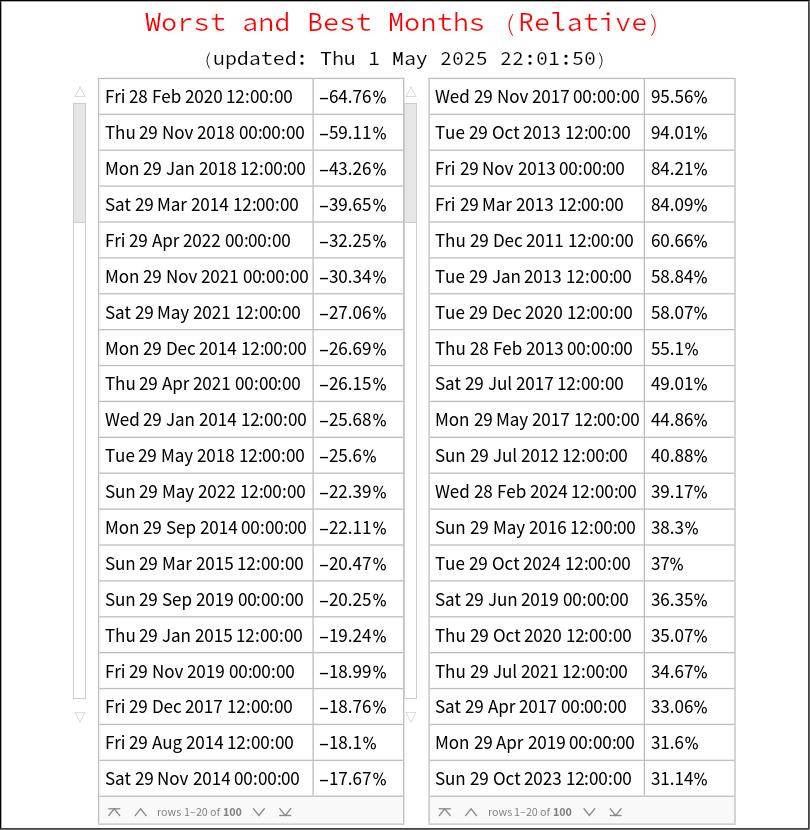 Worst and Best Months (Relative)
(updated: Thu 1 May 2025 22:01:50)
Fri 28 Feb 2020 12:00:00 –64.76% Wed 29 Nov 2017 00:00:00 95.56%
Thu 29 Nov 2018 00:00:00 –59.11% Tue 29 Oct 2013 12:00:00 94.01%
Mon 29 Jan 2018 12:00:00 –43.26% Fri 29 Nov 2013 00:00:00 84.21%
Sat 29 Mar 2014 12:00:00 –39.65% Fri 29 Mar 2013 12:00:00 84.09%
Fri 29 Apr 2022 00:00:00 –32.25% Thu 29 Dec 2011 12:00:00 60.66%
Mon 29 Nov 2021 00:00:00 –30.34% Tue 29 Jan 2013 12:00:00 58.84%
Sat 29 May 2021 12:00:00 –27.06% Tue 29 Dec 2020 12:00:00 58.07%
Mon 29 Dec 2014 12:00:00 –26.69% Thu 28 Feb 2013 00:00:00 55.1%
Thu 29 Apr 2021 00:00:00 –26.15% Sat 29 Jul 2017 12:00:00 49.01%
Wed 29 Jan 2014 12:00:00 –25.68% Mon 29 May 2017 12:00:00 44.86%
Tue 29 May 2018 12:00:00 –25.6% Sun 29 Jul 2012 12:00:00 40.88%
Sun 29 May 2022 12:00:00 –22.39% Wed 28 Feb 2024 12:00:00 39.17%
Mon 29 Sep 2014 00:00:00 –22.11% Sun 29 May 2016 12:00:00 38.3%
Sun 29 Mar 2015 12:00:00 –20.47% Tue 29 Oct 2024 12:00:00 37%
Sun 29 Sep 2019 00:00:00 –20.25% Sat 29 Jun 2019 00:00:00 36.35%
Thu 29 Jan 2015 12:00:00 –19.24% Thu 29 Oct 2020 12:00:00 35.07%
Fri 29 Nov 2019 00:00:00 –18.99% Thu 29 Jul 2021 12:00:00 34.67%
Fri 29 Dec 2017 12:00:00 –18.76% Sat 29 Apr 2017 00:00:00 33.06%
Fri 29 Aug 2014 12:00:00 –18.1% Mon 29 Apr 2019 00:00:00 31.6%
Sat 29 Nov 2014 00:00:00 –17.67% Sun 29 Oct 2023 12:00:00 31.14%
rows 1–20 of 100 rows 1–20 of 100